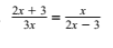 (2x + 3)/(3x) = x/(2x − 3)